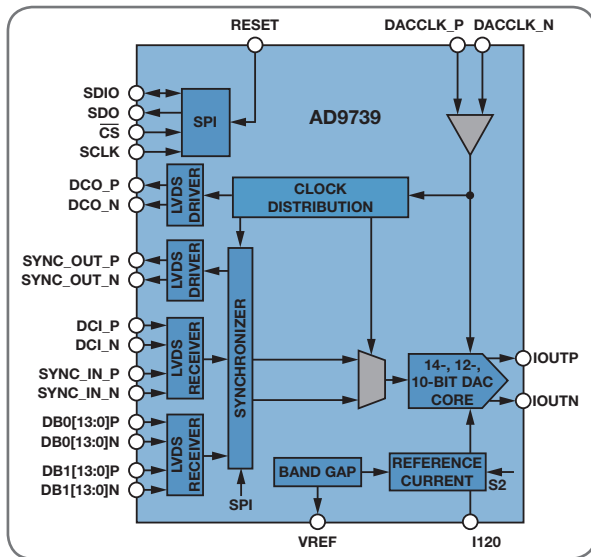 RESET
DACCLK_P
DACCLK_N
SDIO
SDO
CS
SCLK
SPI
AD9739
DCO_P
DCO_N
LVDS
DRIVER
CLOCK
DISTRIBUTION
SYNC_OUT_P
SYNC_OUT_N
LVDS
DRIVER
SYNCHRONIZER
DCI_P
DCI_N
SYNC_IN_P
SYNC_IN_N
LVDS
RECEIVER
14-, 12-,
10-BIT DAC
CORE
IOUTP
IOUTN
DB0[13:0]P
DB0[13:0]N
DB1[13:0]P
DB1[13:0]N
LVDS
RECEIVER
SPI
BAND GAP
REFERENCE
CURRENT
S2
VREF
I120